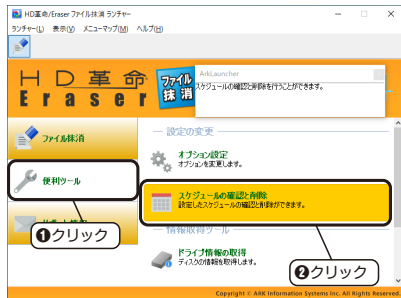 HD革命/Eraser ファイル抹消 ランチャー
ランチャー(L) 表示(V) メニューマップ(M) ヘルプ(H)
HD革命
Eraser
ファイル
抹消
ArkLauncher
スケジュールの確認と削除を行うことができます。
ファイル抹消
便利ツール
❶クリック
設定の変更
オプション設定
オプションを変更します。
スケジュールの確認と削除
設定したスケジュールの確認と削除ができます。
情報取得ツール
ドライブ情報の取得
ディスクの情報を取得します。
❷クリック
Copyright © ARK Information Systems Inc. All Rights Reserved.